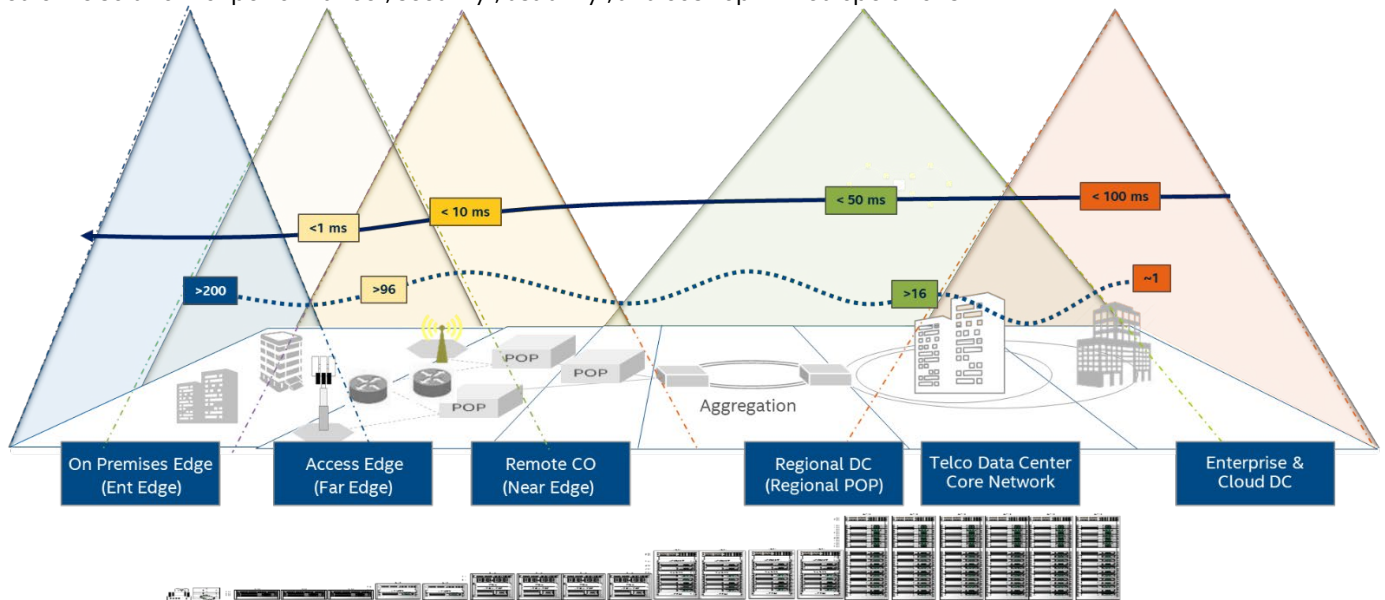 <1 ms
< 10 ms
< 50 ms
< 100 ms
>200
>96
>16
~1
POP
POP
POP
Aggregation
On Premises Edge
(Ent Edge)
Access Edge
(Far Edge)
Remote CO
(Near Edge)
Regional DC
(Regional POP)
Telco Data Center
Core Network
Enterprise &
Cloud DC